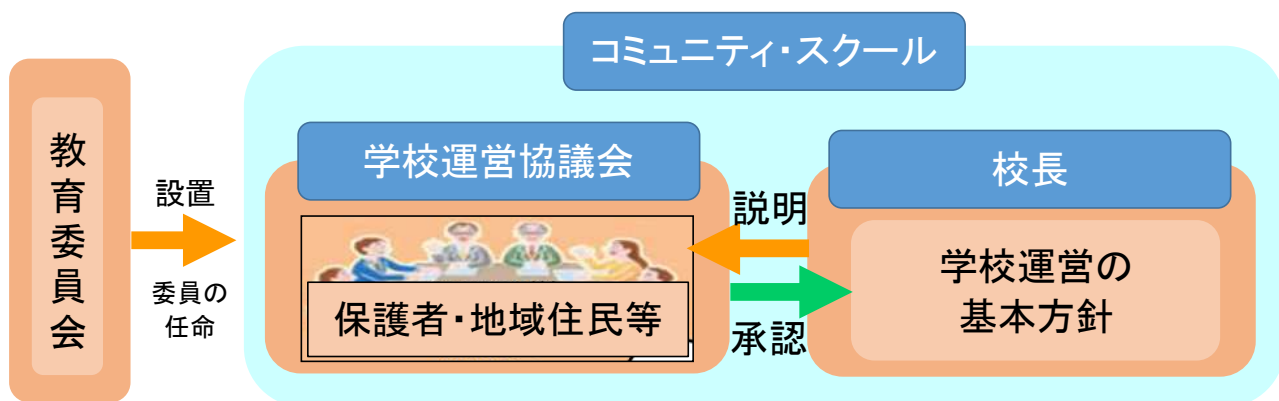 コミュニティ・スクール
教育委員会
設置
委員の
任命
学校運営協議会
保護者・地域住民等
説明
承認
校長
学校運営の
基本方針